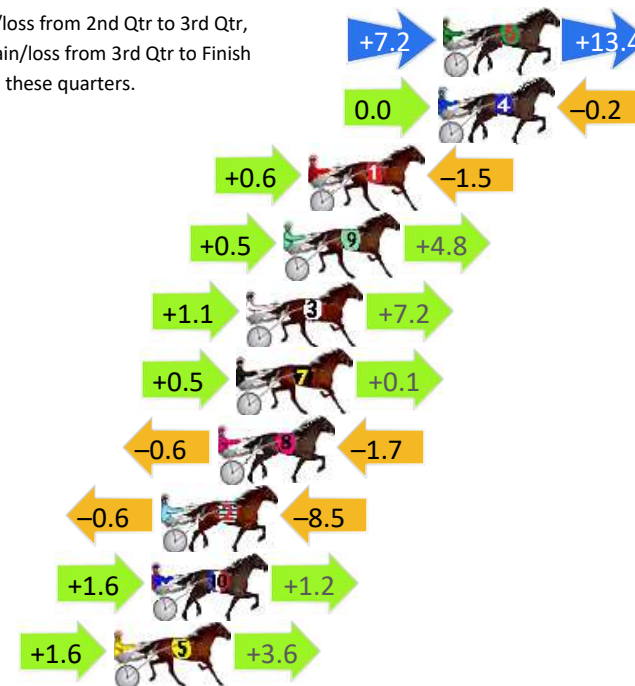 /loss from 2nd Qtr to 3rd Qtr,
ain/loss from 3rd Qtr to Finish
these quarters.
+7.2 6 +13.4
0.0 4 –0.2
+0.6 1 –1.5
+0.5 9 +4.8
+1.1 3 +7.2
+0.5 7 +0.1
–0.6 8 –1.7
–0.6 2 –8.5
+1.6 10 +1.2
+1.6 5 +3.6